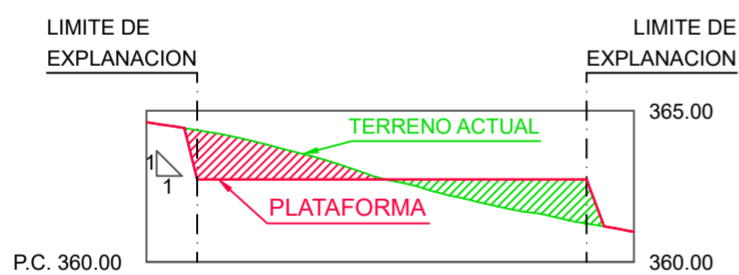 LIMITE DE
EXPLANACION
LIMITE DE
EXPLANACION
365.00
TERRENO ACTUAL
1
1
PLATAFORMA
P.C. 360.00
360.00